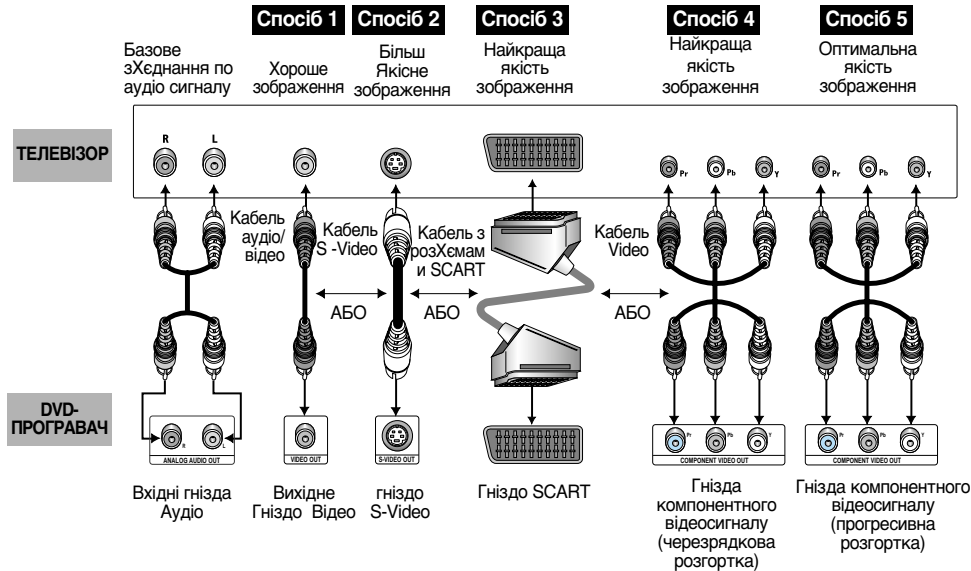 Спосіб 1
Спосіб 2
Спосіб 3
Спосіб 4
Спосіб 5
Базове
зХєднання по
аудіо сигналу
Хороше
зображення
Більш
Якісне
зображення
Найкраща
якість
зображення
Найкраща
якість
зображення
Оптимальна
якість
зображення
ТЕЛЕВІЗОР
R
L
Pr
Pb
Y
Pr
Pb
Y
Кабель
аудіо/
відео
Кабель
S -Video
Кабель з
розХємам
и SCART
Кабель
Video
АБО
АБО
АБО
DVD-
ПРОГРАВАЧ
R
L
ANALOG AUDIO OUT
VIDEO OUT
S-VIDEO OUT
Pr
Pb
Y
COMPONENT VIDEO OUT
Pr
Pb
Y
COMPONENT VIDEO OUT
Вхідні гнізда
Аудіо
Вихідне
Гніздо Відео
гніздо
S-Video
Гніздо SCART
Гнізда
компонентного
відеосигналу
(черезрядкова
розгортка)
Гнізда компонентного
відеосигналу
(прогресивна
розгортка)